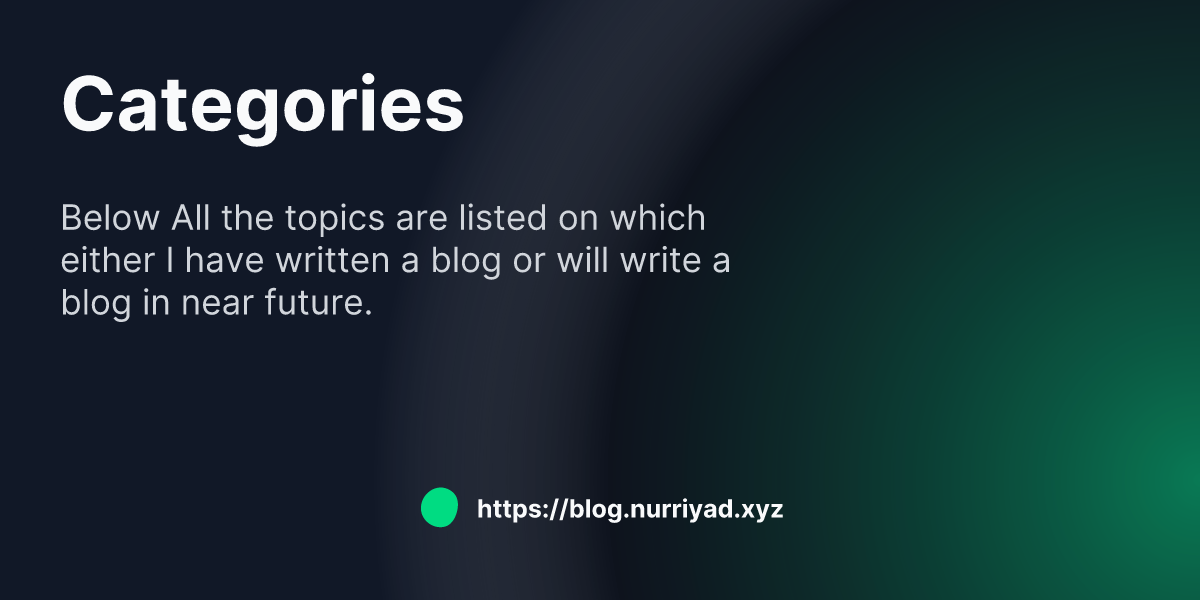 Categories
Below All the topics are listed on which
either I have written a blog or will write a
blog in near future.
https://blog.nurriyad.xyz